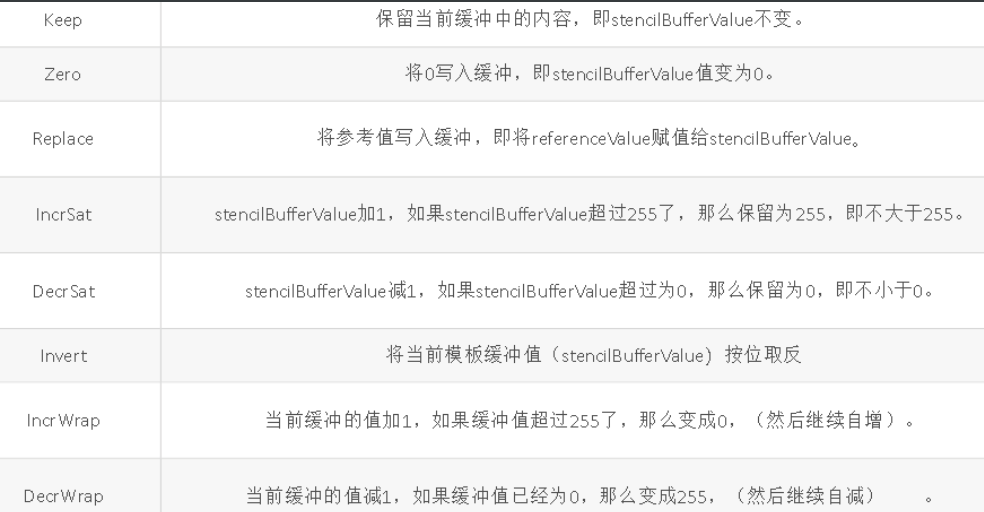 Keep 保留当前缓冲中的内容，即stencilBufferValue不变。
Zero 将0写入缓冲，即stencilBufferValue值变为0。
Replace 将参考值写入缓冲，即将referenceValue赋值给stencilBufferValue。
IncrSat stencilBufferValue加1，如果stencilBufferValue超过255了，那么保留为255，即不大于255。
DecrSat stencilBufferValue减1，如果stencilBufferValue超过为0，那么保留为0，即不小于0。
Invert 将当前模板缓冲值（stencilBufferValue）按位取反
IncrWrap 当前缓冲的值加1，如果缓冲值超过255了，那么变成0，（然后继续自增）。
DecrWrap 当前缓冲的值减1，如果缓冲值已经为0，那么变成255，（然后继续自减） 。